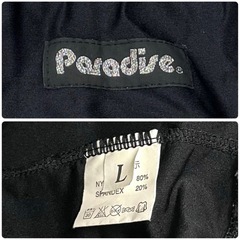 Paradise
L
NY 80%
SPANDEX 20%